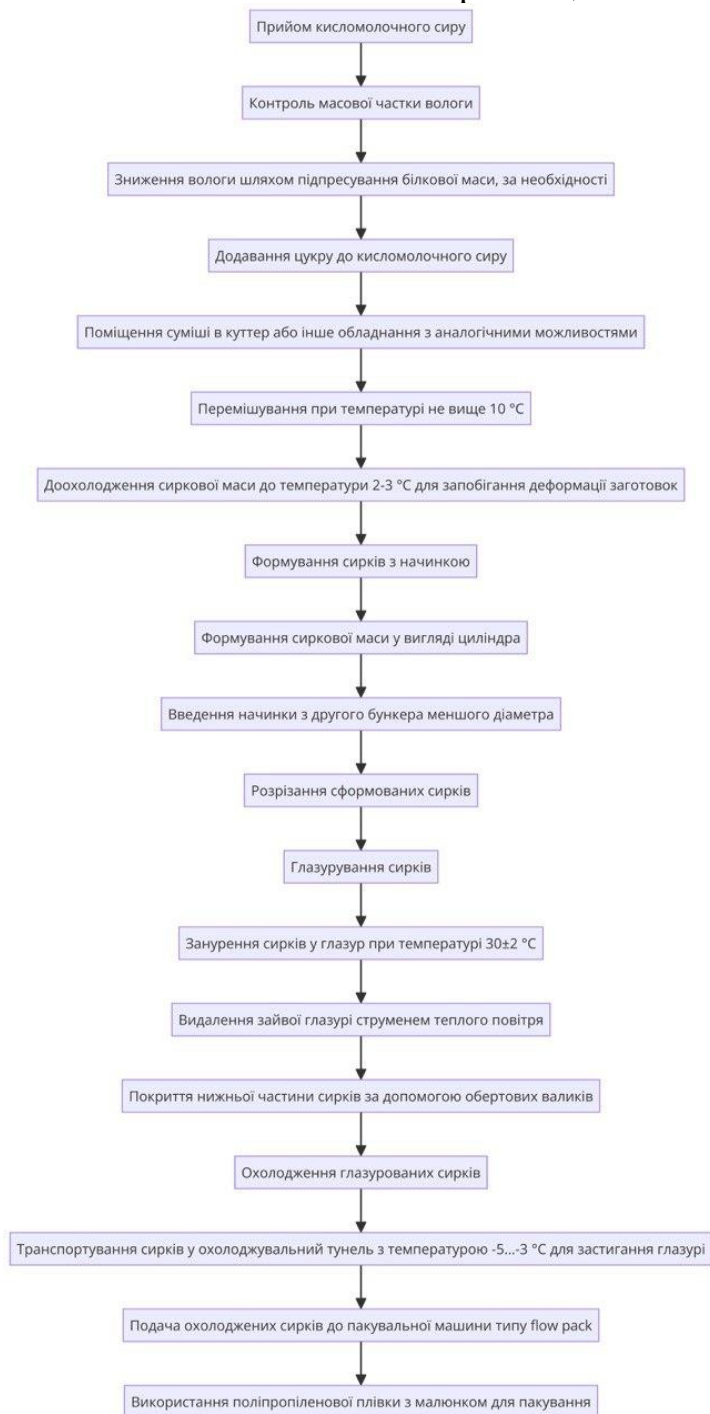 Прийом кисломолочного сиру
Контроль масової частки вологи
Зниження вологи шляхом підпресування білкової маси, за необхідності
Додавання цукру до кисломолочного сиру
Поміщення суміші в куттер або інше обладнання з аналогічними можливостями
Перемішування при температурі не вище 10 °C
Доохолодження сиркової маси до температури 2-3 °C для запобігання деформації заготовок
Формування сирків з начинкою
Формування сиркової маси у вигляді циліндра
Введення начинки з другого бункера меншого діаметра
Розрізання сформованих сирків
Глазурування сирків
Занурення сирків у глазур при температурі 30±2 °C
Видалення зайвої глазурі струменем теплого повітря
Покриття нижньої частини сирків за допомогою обертових валиків
Охолодження глазурованих сирків
Транспортування сирків у охолоджувальний тунель з температурою -5...-3 °C для застигання глазурі
Подача охолоджених сирків до пакувальної машини типу flow pack
Використання поліпропіленової плівки з малюнком для пакування